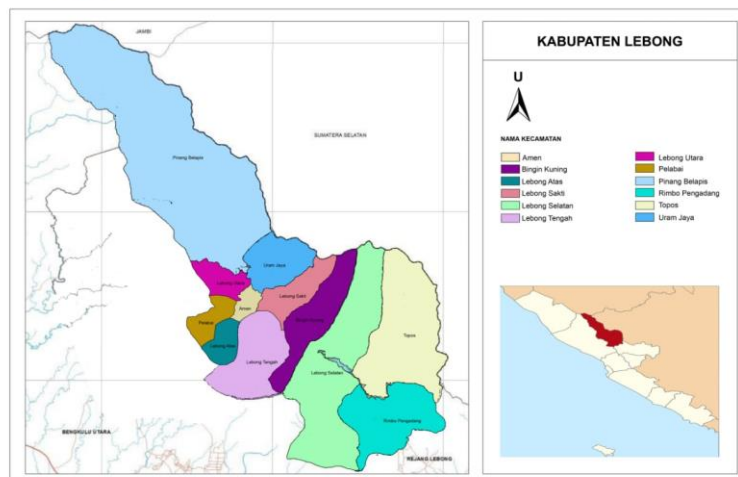 JAMBI
SUMATERA SELATAN
Pinang Belapis
Uram Jaya
Lebong Utara
Lebong Sakti
Amen
Bingin Kuning
Pelabai
Lebong Atas
Topos
Lebong Tengah
Lebong Selatan
Rimbo Pengadang
BENGKULU UTARA
REJANG LEBONG
KABUPATEN LEBONG
U
NAMA KECAMATAN
Amen
Bingin Kuning
Lebong Atas
Lebong Sakti
Lebong Selatan
Lebong Tengah
Lebong Utara
Pelabai
Pinang Belapis
Rimbo Pengadang
Topos
Uram Jaya